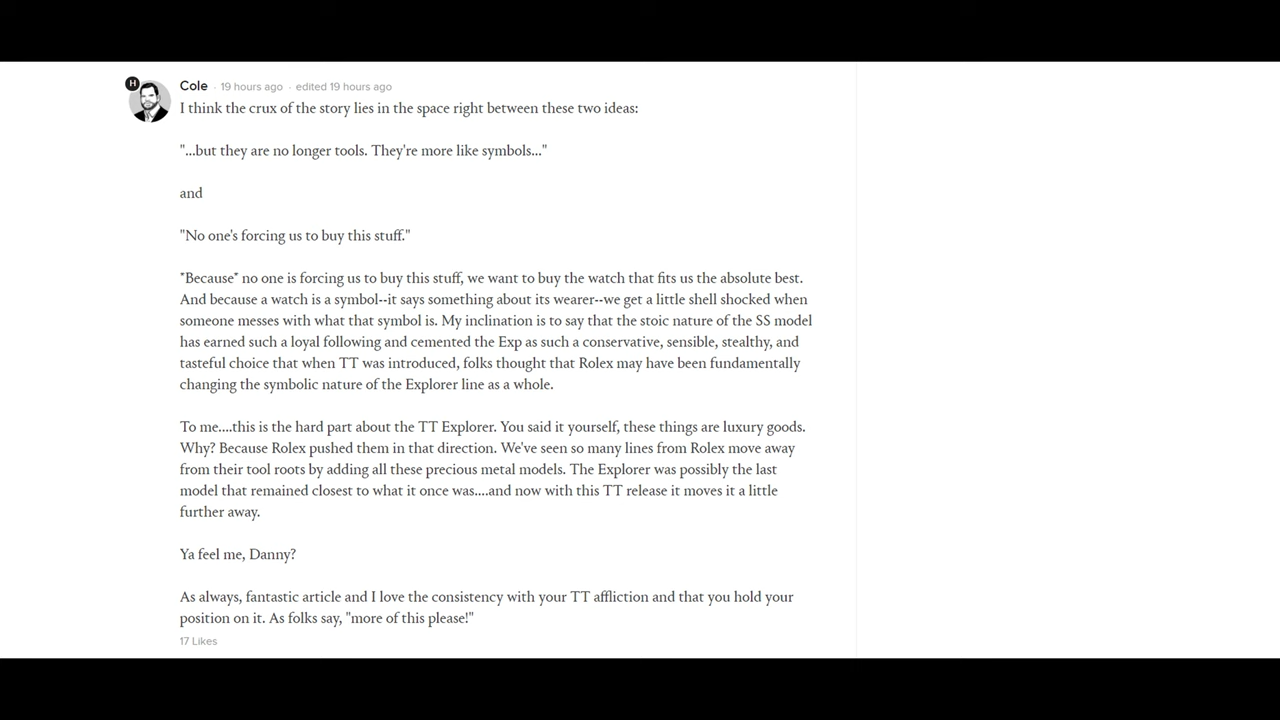 H
Cole · 19 hours ago · edited 19 hours ago
I think the crux of the story lies in the space right between these two ideas:
"...but they are no longer tools. They're more like symbols..."
and
"No one's forcing us to buy this stuff."
*Because* no one is forcing us to buy this stuff, we want to buy the watch that fits us the absolute best.
And because a watch is a symbol--it says something about its wearer--we get a little shell shocked when
someone messes with what that symbol is. My inclination is to say that the stoic nature of the SS model
has earned such a loyal following and cemented the Exp as such a conservative, sensible, stealthy, and
tasteful choice that when TT was introduced, folks thought that Rolex may have been fundamentally
changing the symbolic nature of the Explorer line as a whole.
To me....this is the hard part about the TT Explorer. You said it yourself, these things are luxury goods.
Why? Because Rolex pushed them in that direction. We've seen so many lines from Rolex move away
from their tool roots by adding all these precious metal models. The Explorer was possibly the last
model that remained closest to what it once was....and now with this TT release it moves it a little
further away.
Ya feel me, Danny?
As always, fantastic article and I love the consistency with your TT affliction and that you hold your
position on it. As folks say, "more of this please!"
17 Likes